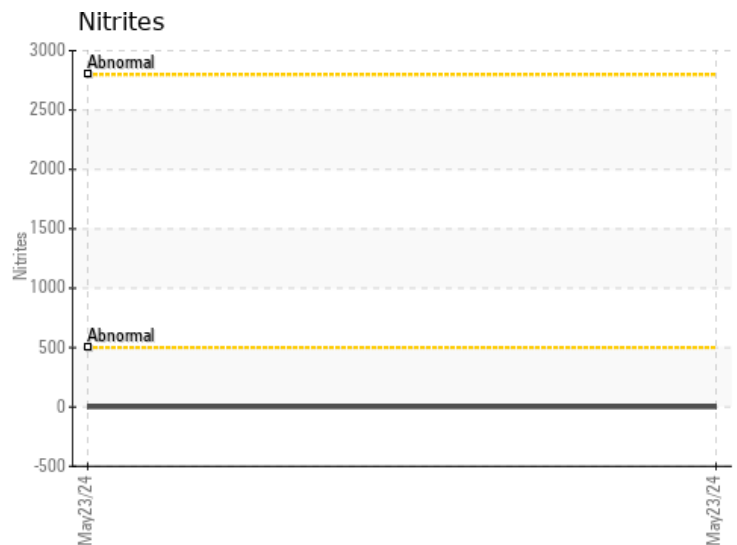 Nitrites
3000
Abnormal
2500
2000
1500
Nitrites
1000
Abnormal
500
0
-500
May23/24
May23/24